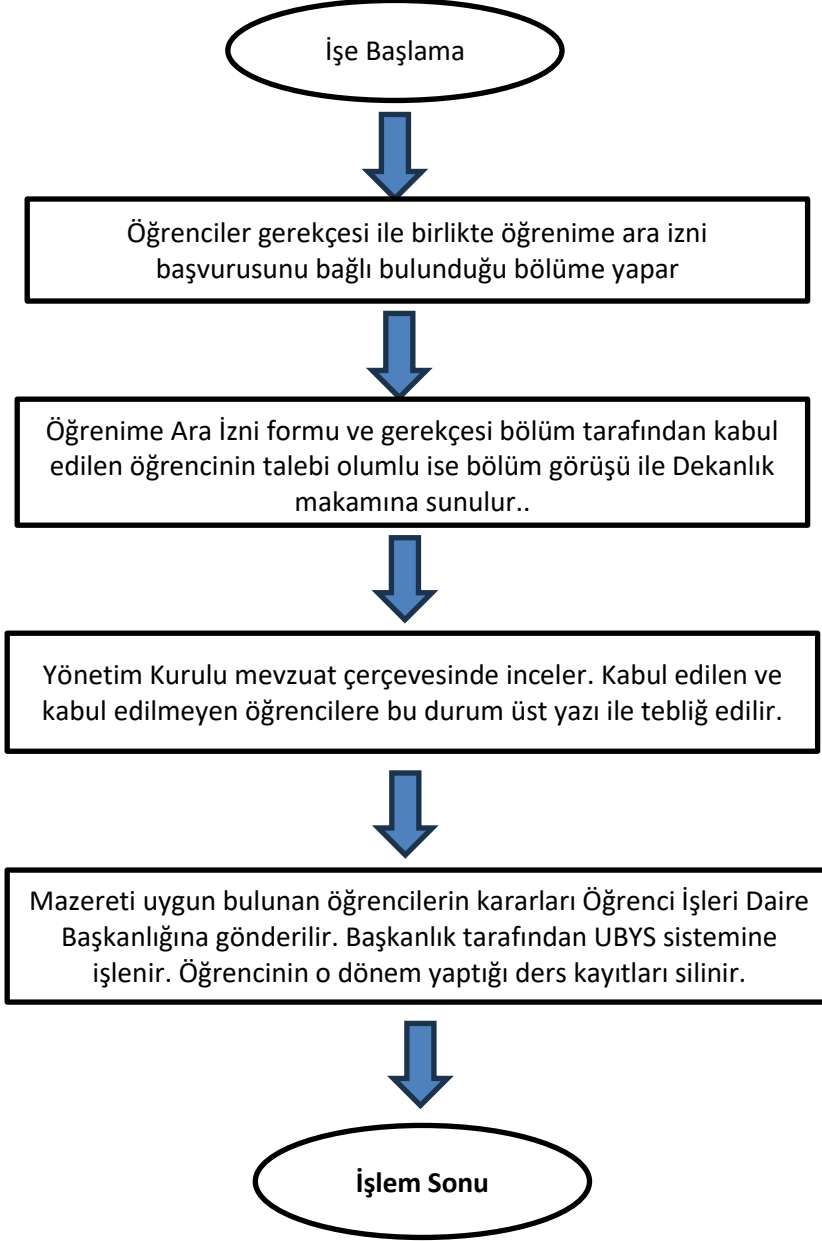 İşe Başlama
Öğrenciler gerekçesi ile birlikte öğrenime ara izni
başvurusunu bağlı bulunduğu bölüme yapar
Öğrenime Ara İzni formu ve gerekçesi bölüm tarafından kabul
edilen öğrencinin talebi olumlu ise bölüm görüşü ile Dekanlık
makamına sunulur..
Yönetim Kurulu mevzuat çerçevesinde inceler. Kabul edilen ve
kabul edilmeyen öğrencilere bu durum üst yazı ile tebliğ edilir.
Mazereti uygun bulunan öğrencilerin kararları Öğrenci İşleri Daire
Başkanlığına gönderilir. Başkanlık tarafından UBYS sistemine
işlenir. Öğrencinin o dönem yaptığı ders kayıtları silinir.
İşlem Sonu